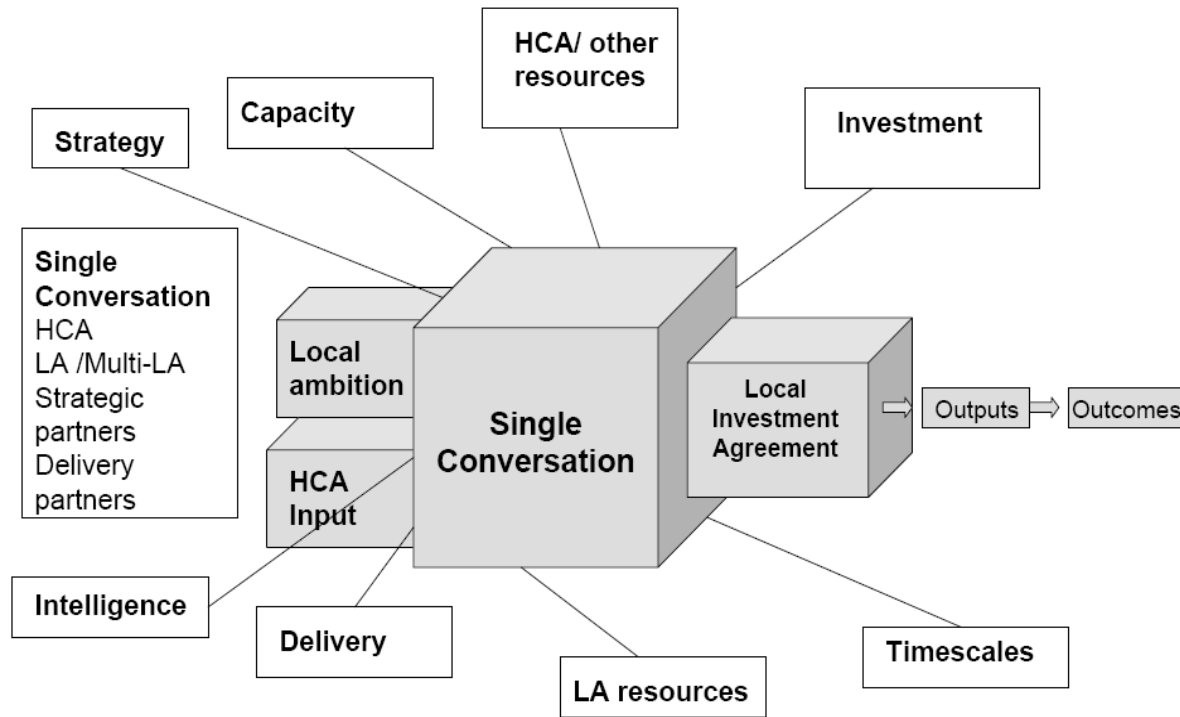 HCA/ other
resources
Capacity
Investment
Strategy
Single
Conversation
HCA
LA /Multi-LA
Strategic
partners
Delivery
partners
Local
ambition
HCA
Input
Single
Conversation
Local
Investment
Agreement
Outputs
Outcomes
Intelligence
Delivery
LA resources
Timescales